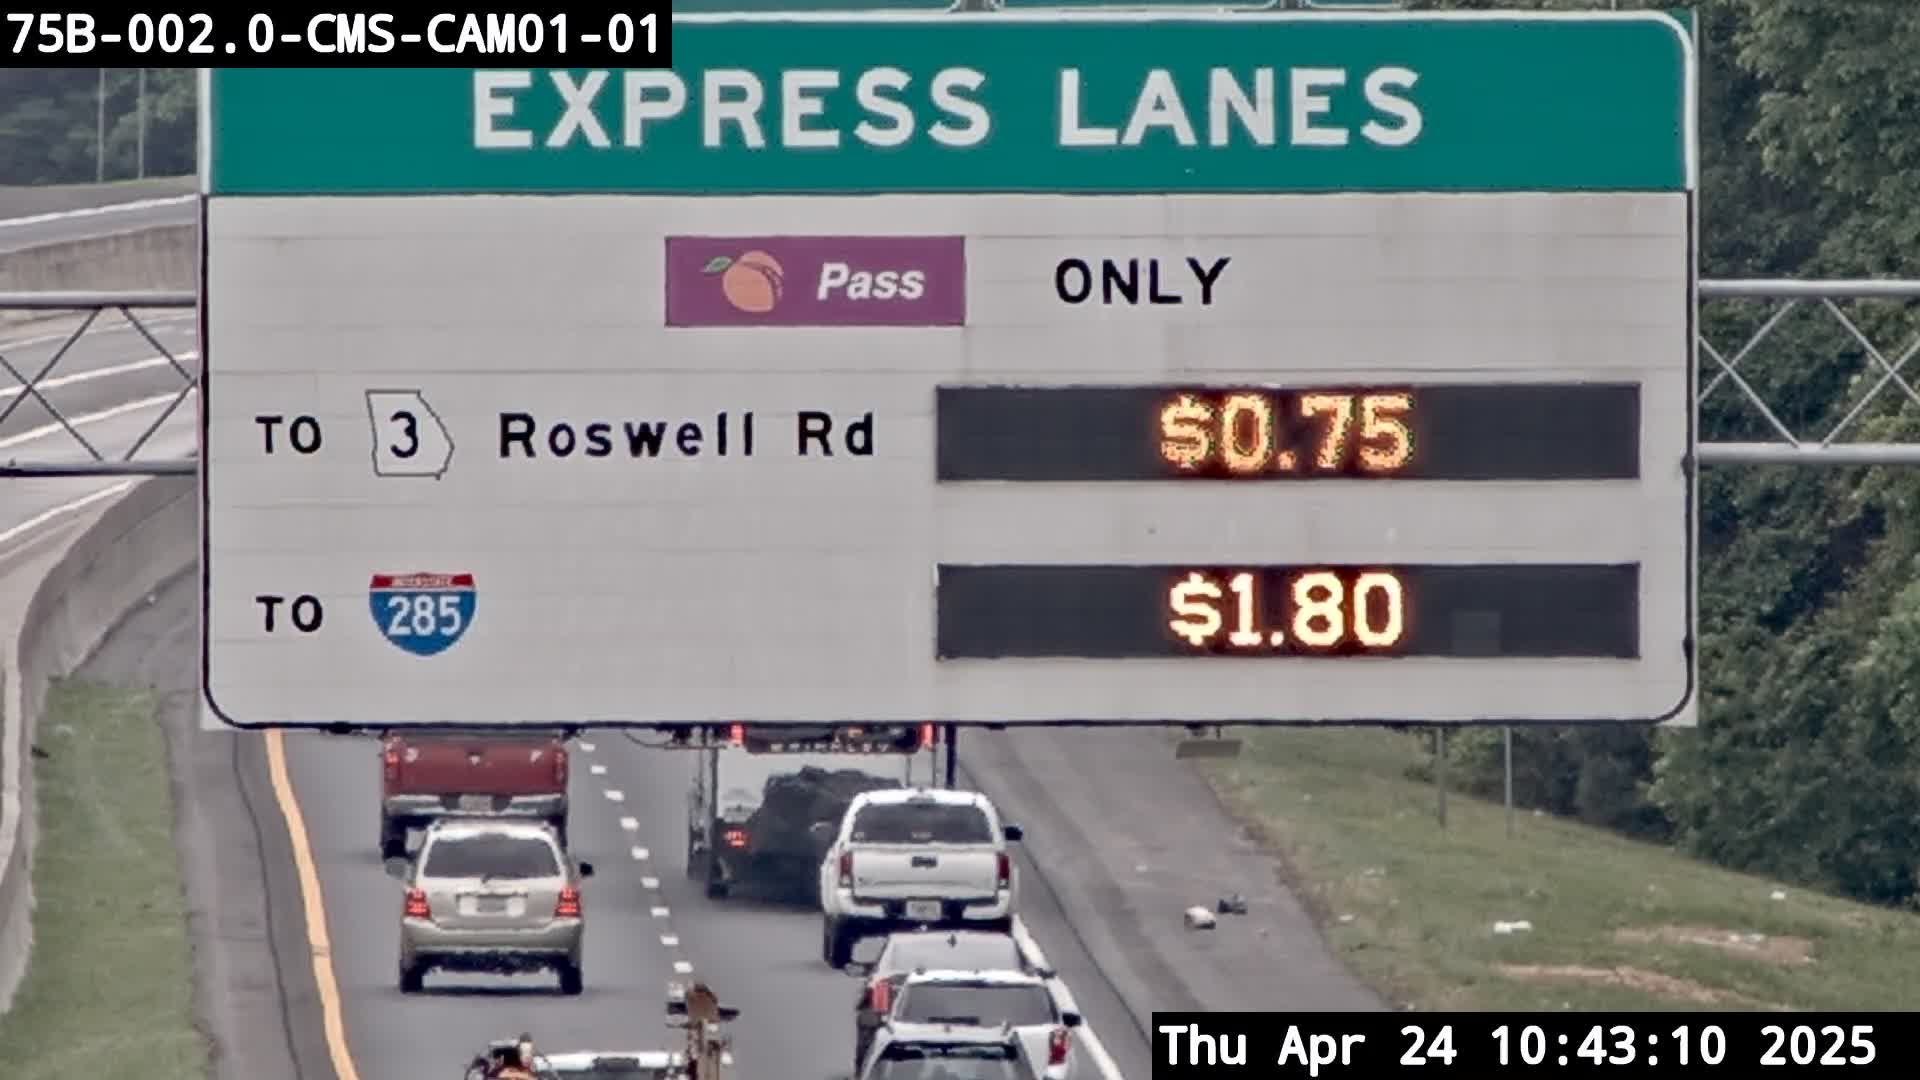 75B-002.0-CMS-CAM01-01
EXPRESS LANES
Pass ONLY
TO 3 Roswell Rd $0.75
INTERSTATE
TO 285 $1.80
Thu Apr 24 10:43:10 2025